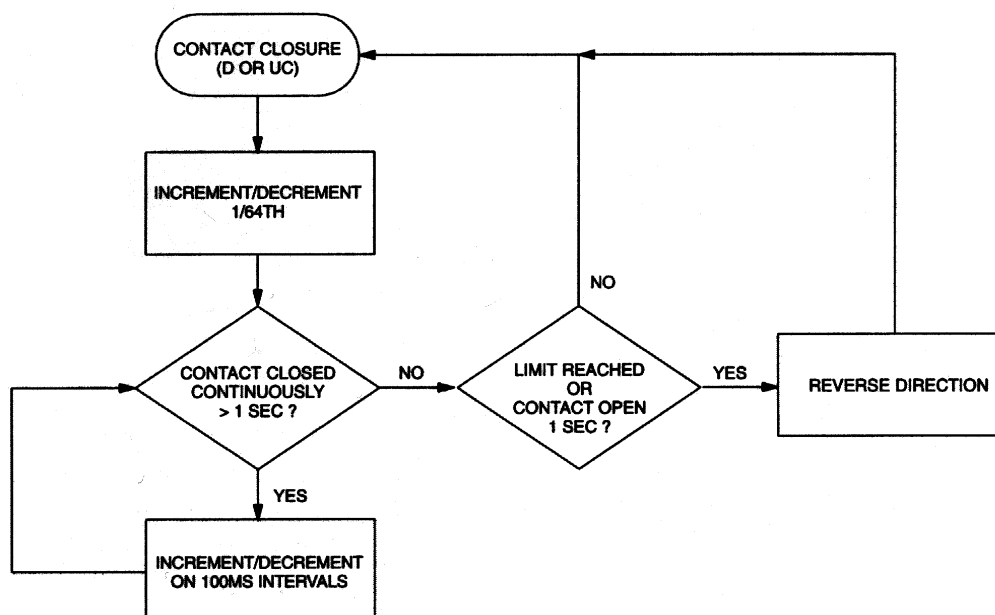 CONTACT CLOSURE
(D OR UC)
INCREMENT/DECREMENT
1/64TH
CONTACT CLOSED
CONTINUOUSLY
> 1 SEC ?
NO
YES
INCREMENT/DECREMENT
ON 100MS INTERVALS
LIMIT REACHED
OR
CONTACT OPEN
1 SEC ?
NO
YES
REVERSE DIRECTION